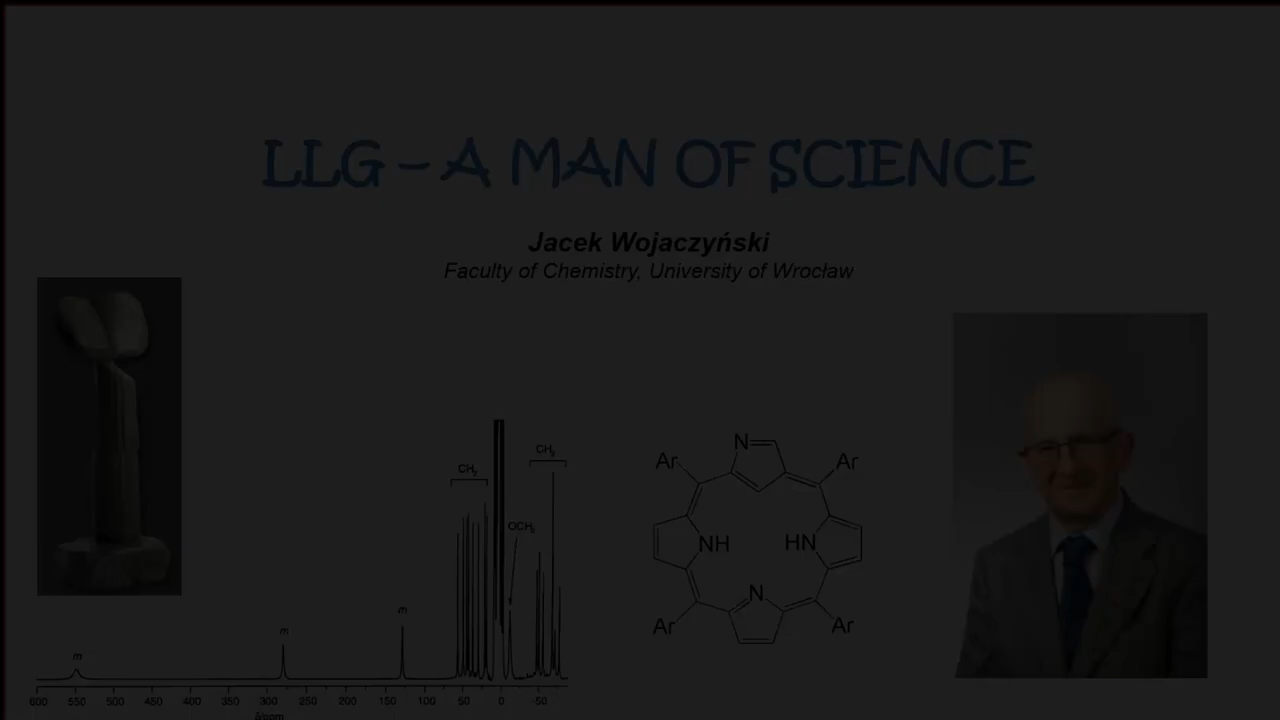 LLG – A MAN OF SCIENCE
Jacek Wojaczyński
Faculty of Chemistry, University of Wrocław
CH2
CH3
OCH3
m
m
m
600 550 500 450 400 350 300 250 200 150 100 50 0 -50
δ/ppm
N
Ar
Ar
NH
HN
N
Ar
Ar